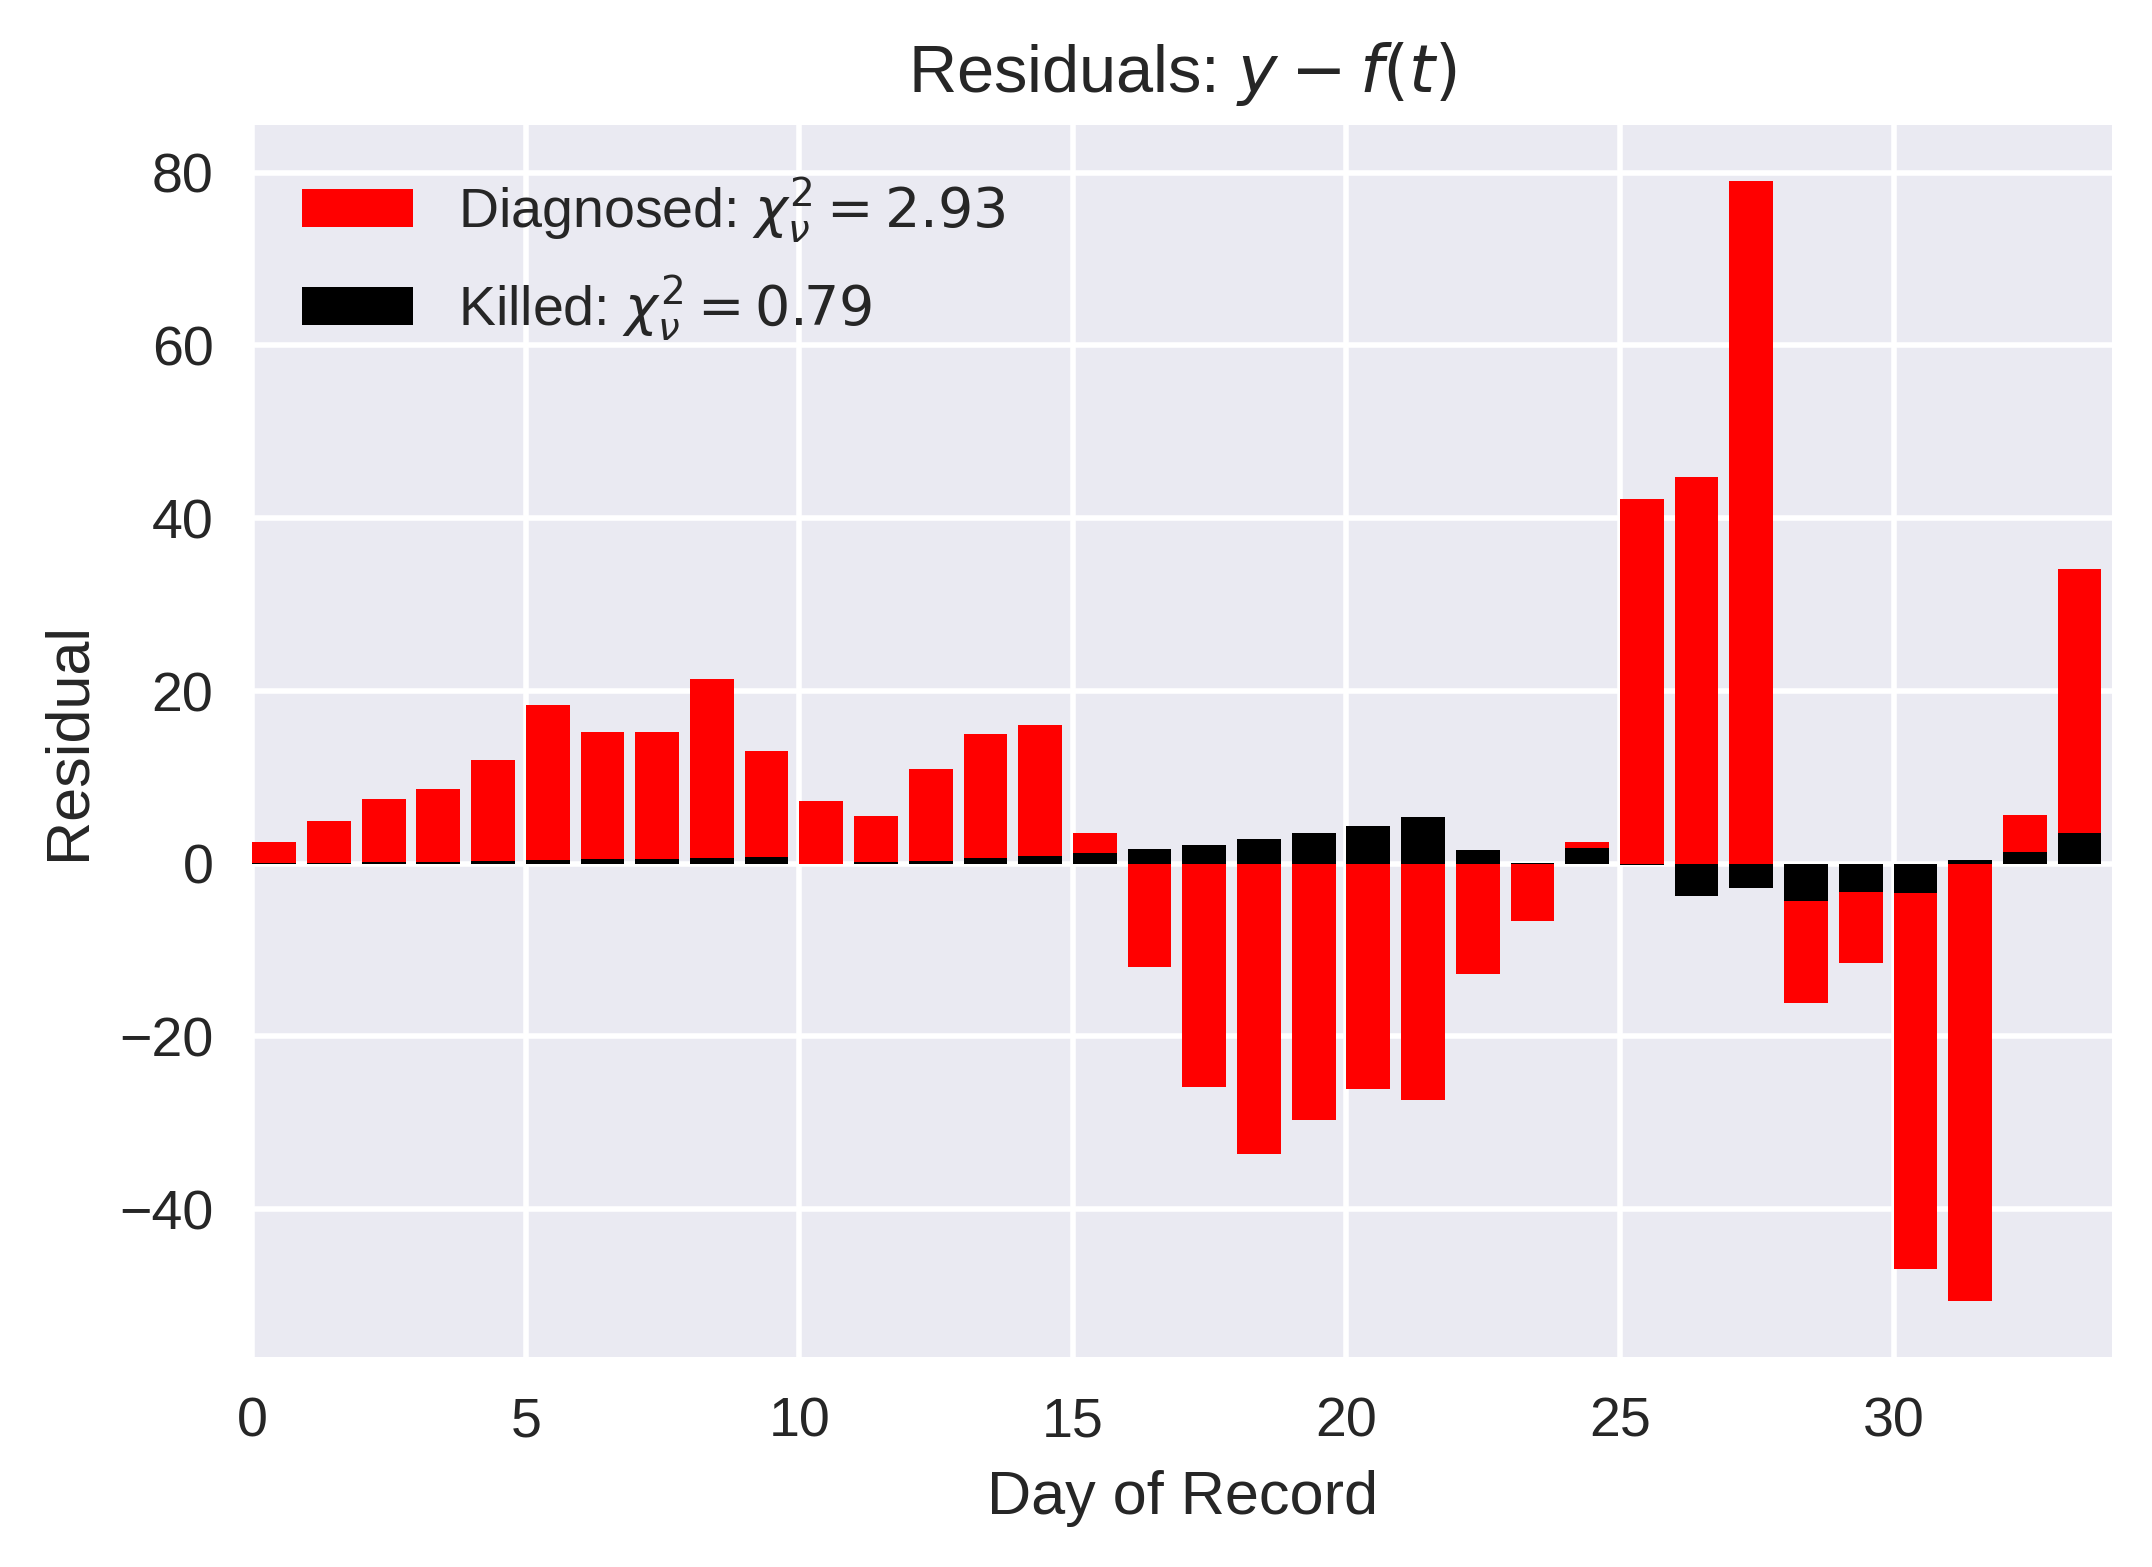 Residuals: y − f(t)
80
60
40
20
0
−20
−40
Residual
Diagnosed: χ²ᵥ = 2.93
Killed: χ²ᵥ = 0.79
0 5 10 15 20 25 30
Day of Record